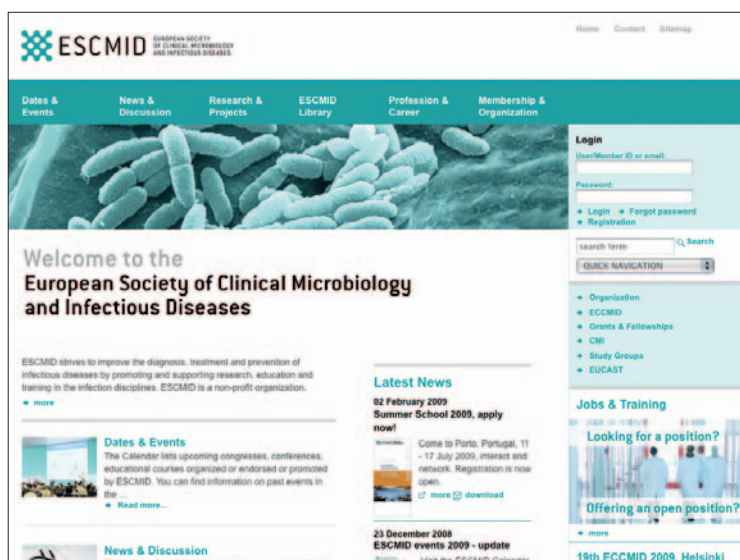 Home Contact Sitemap
ESCMID
EUROPEAN SOCIETY
OF CLINICAL MICROBIOLOGY
AND INFECTIOUS DISEASES
Dates &
Events
News &
Discussion
Research &
Projects
ESCMID
Library
Profession &
Career
Membership &
Organization
Login
User/Member ID or email:
Password:
Login Forgot password
Registration
search term Search
QUICK NAVIGATION
Welcome to the
European Society of Clinical Microbiology
and Infectious Diseases
Organization
ECCMID
Grants & Fellowships
CMI
Study Groups
EUCAST
ESCMID strives to improve the diagnosis, treatment and prevention of
infectious diseases by promoting and supporting research, education and
training in the infection disciplines. ESCMID is a non-profit organization.
more
Dates & Events
The Calendar lists upcoming congresses, conferences,
educational courses organized or endorsed or promoted
by ESCMID. You can find information on past events in
the ...
Read more...
News & Discussion
Latest News
02 February 2009
Summer School 2009, apply
now!
Come to Porto, Portugal, 11
- 17 July 2009, interact and
network. Registration is now
open.
more download
23 December 2008
ESCMID events 2009 - update
Visit the ESCMID Calendar
Jobs & Training
Looking for a position?
Offering an open position?
more
19th ECCMID 2009, Helsinki